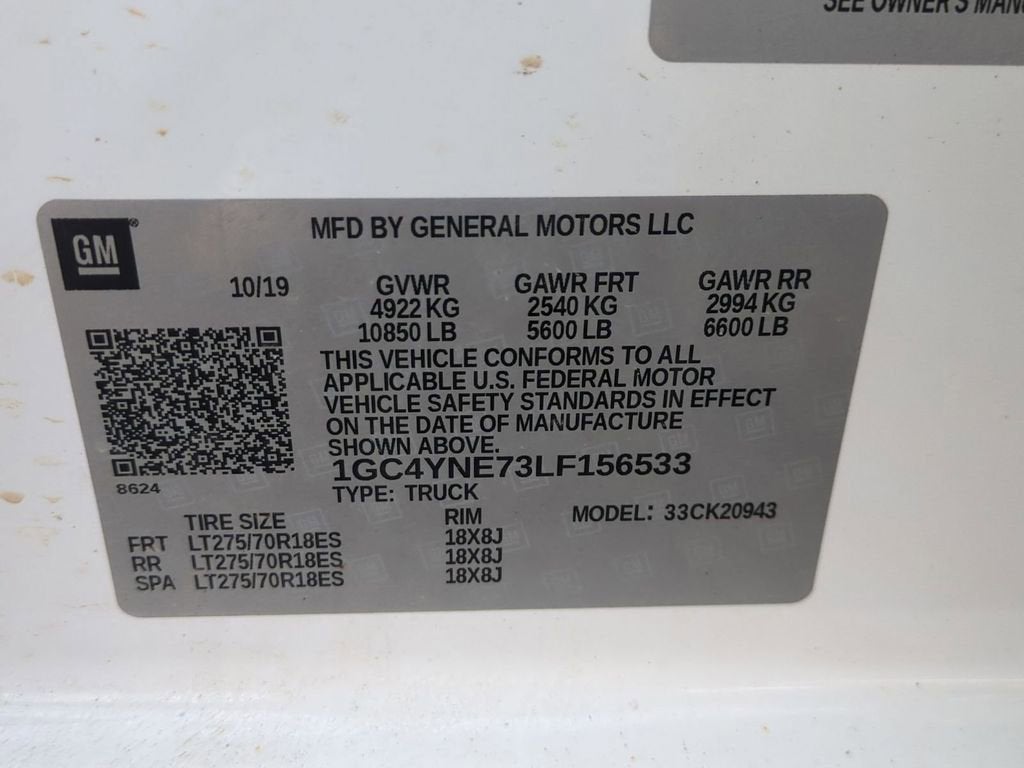 SEE OWNER'S
GM
MFD BY GENERAL MOTORS LLC
10/19
GVWR
GAWR FRT
GAWR RR
4922 KG
2540 KG
2994 KG
10850 LB
5600 LB
6600 LB
THIS VEHICLE CONFORMS TO ALL
APPLICABLE U.S. FEDERAL MOTOR
VEHICLE SAFETY STANDARDS IN EFFECT
ON THE DATE OF MANUFACTURE
SHOWN ABOVE.
1GC4YNE73LF156533
8624
TYPE: TRUCK
TIRE SIZE
RIM
MODEL: 33CK20943
FRT LT275/70R18ES 18X8J
RR LT275/70R18ES 18X8J
SPA LT275/70R18ES 18X8J